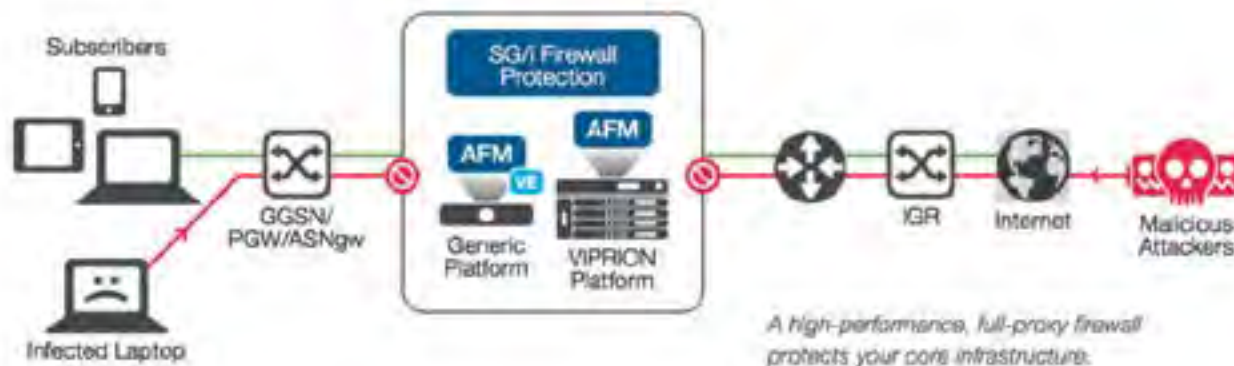 Subscribers
SG/i Firewall
Protection
AFM
AFM
VE
GGSN/
PGW/ASNgw
Generic
Platform
VIPRION
Platform
IGR
Internet
Malicious
Attackers
Infected Laptop
A high-performance, full-proxy firewall
protects your core infrastructure.